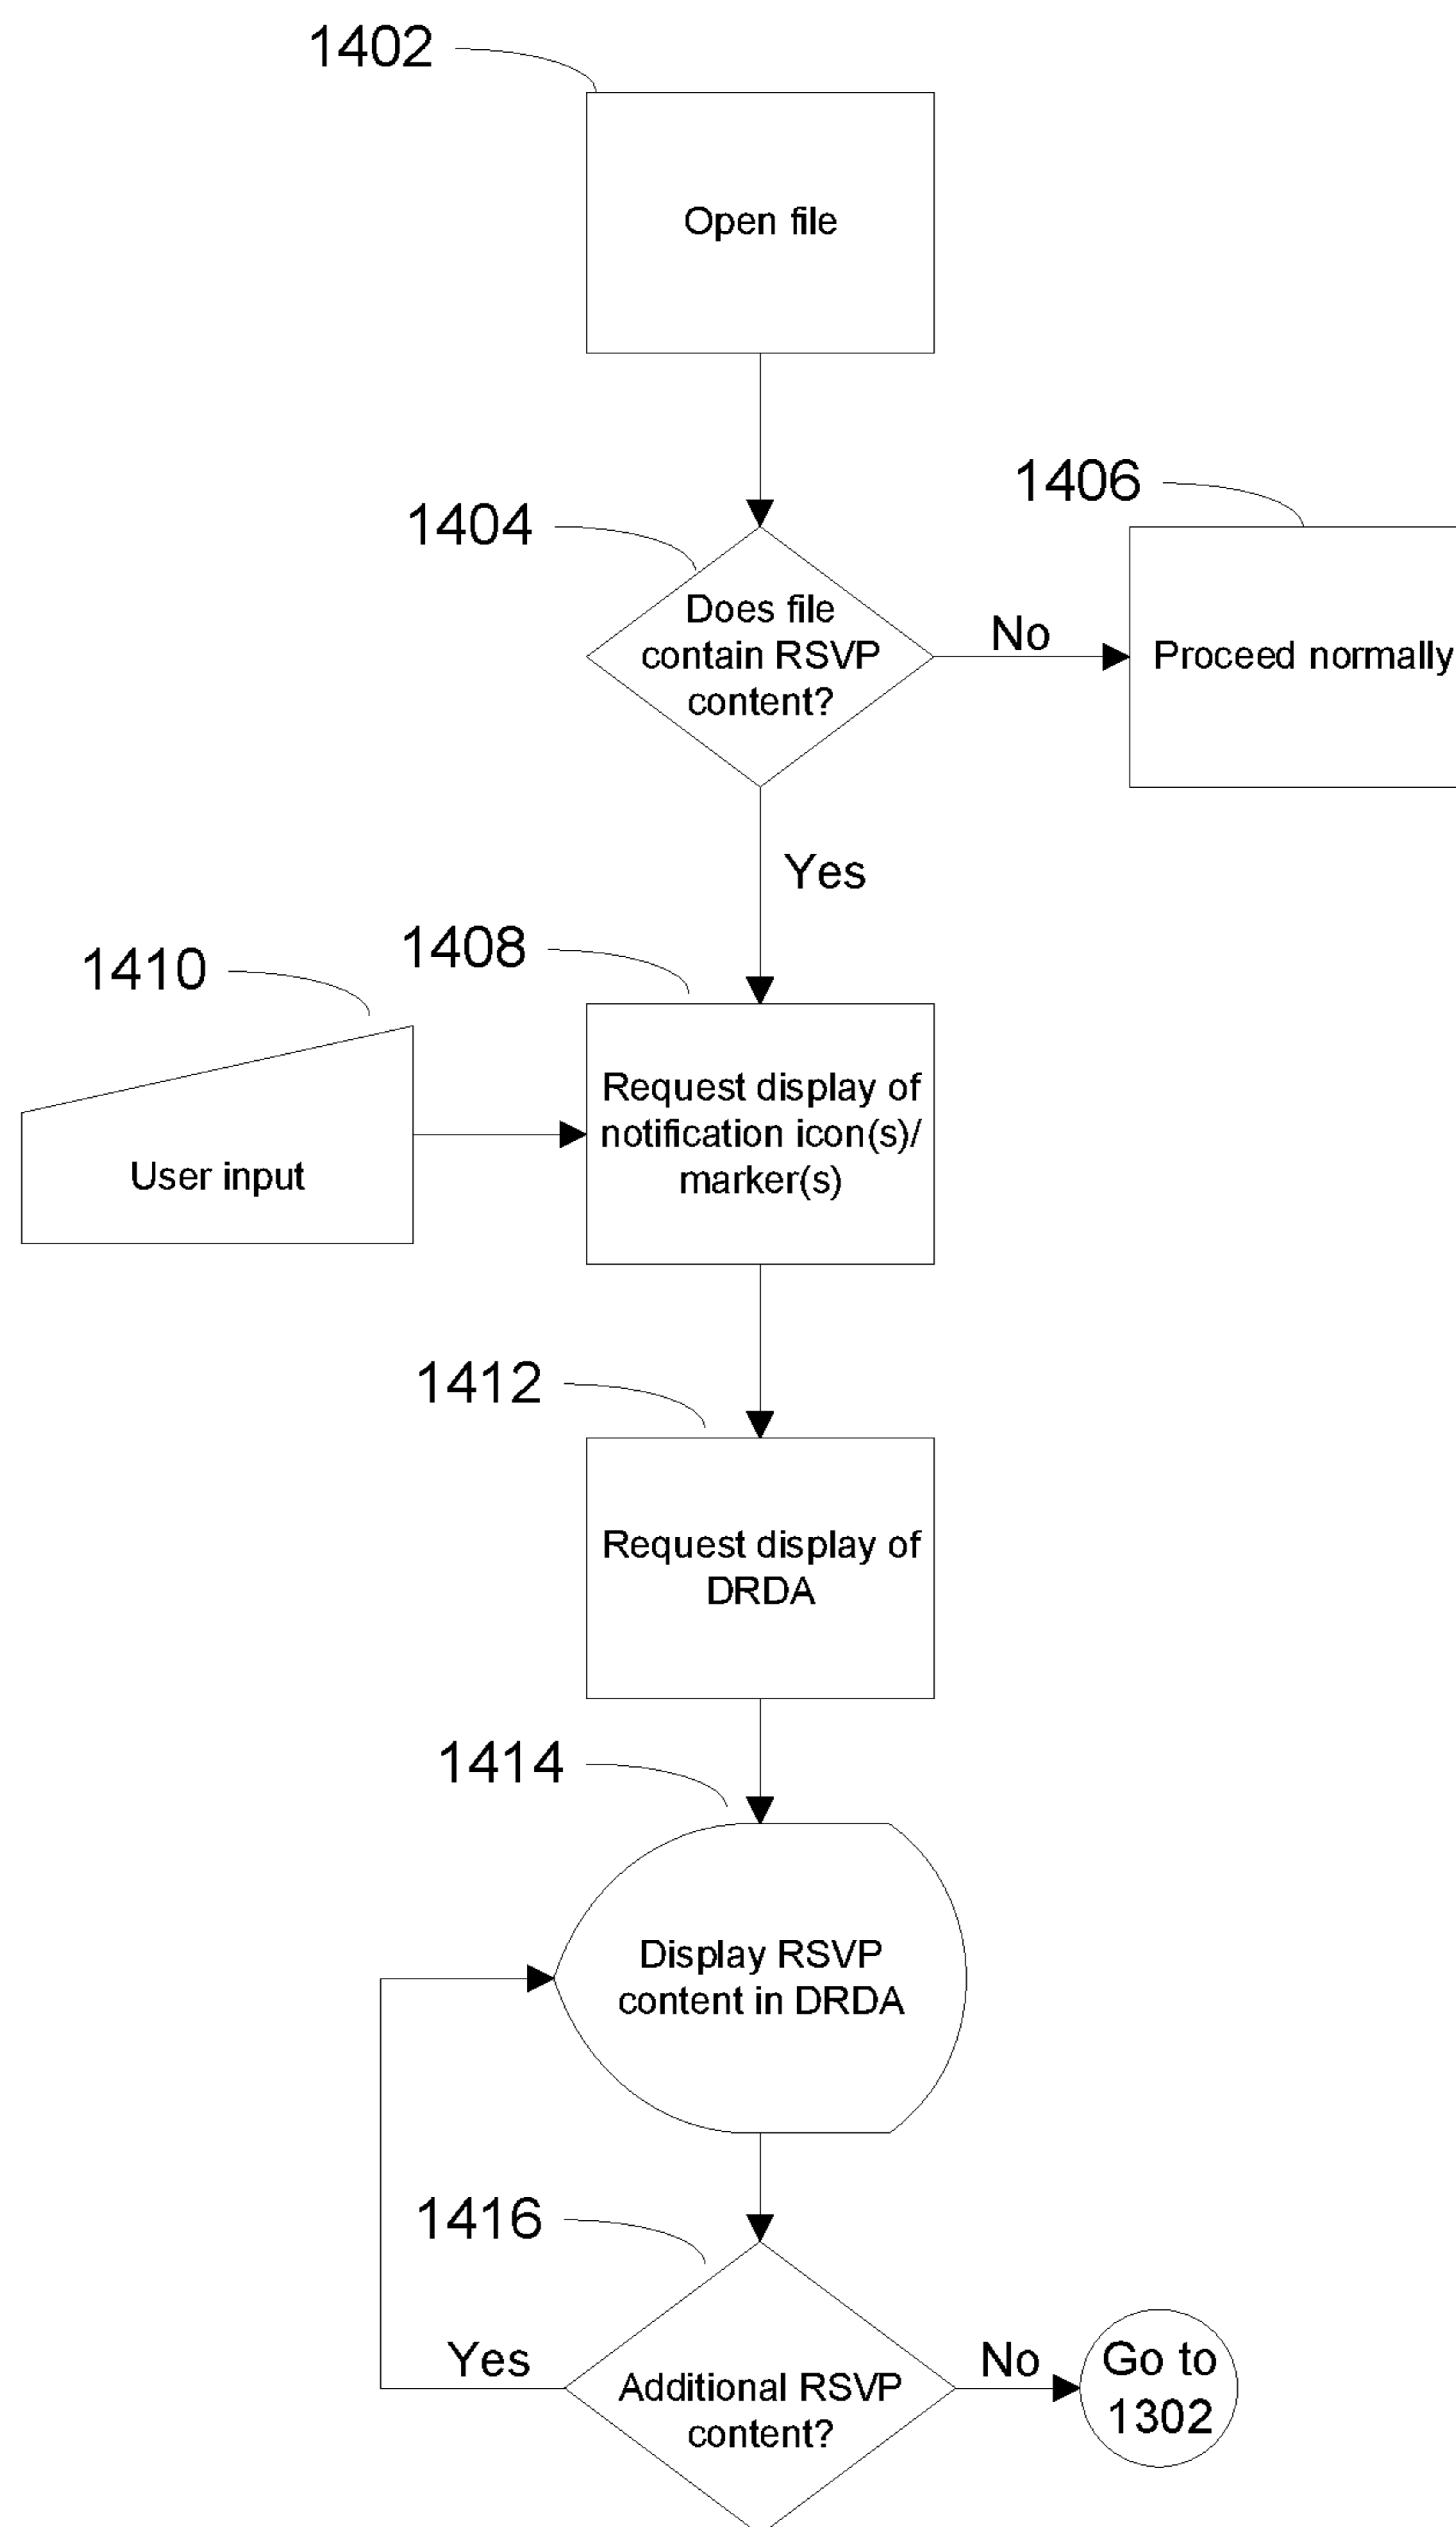 1402
Open file
1406
1404
Does file
contain RSVP
content?
No
Proceed normally
Yes
1408
1410
Request display of
notification icon(s)/
marker(s)
User input
1412
Request display of
DRDA
1414
Display RSVP
content in DRDA
1416
Yes
Additional RSVP
content?
No
Go to
1302